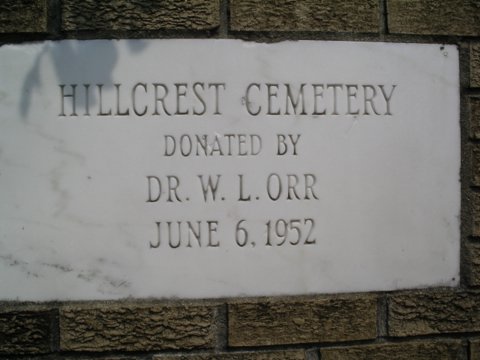 HILLCREST CEMETERY
DONATED BY
DR. W. L. ORR
JUNE 6, 1952